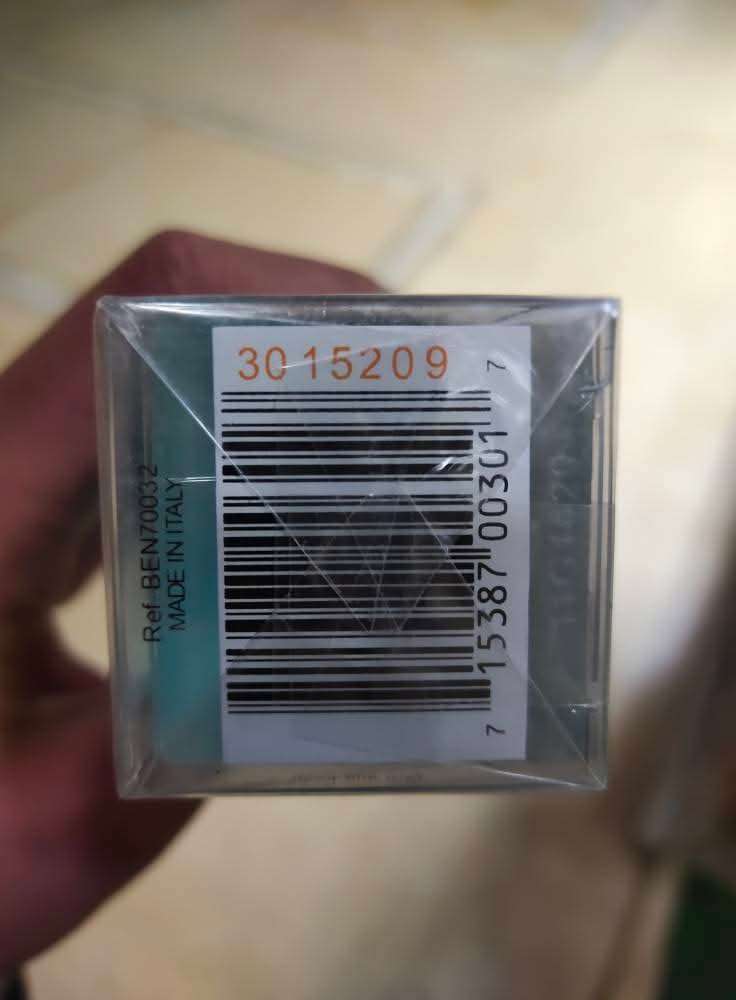 3015209
7 15387 00301 7
Ref BEN70032
MADE IN ITALY